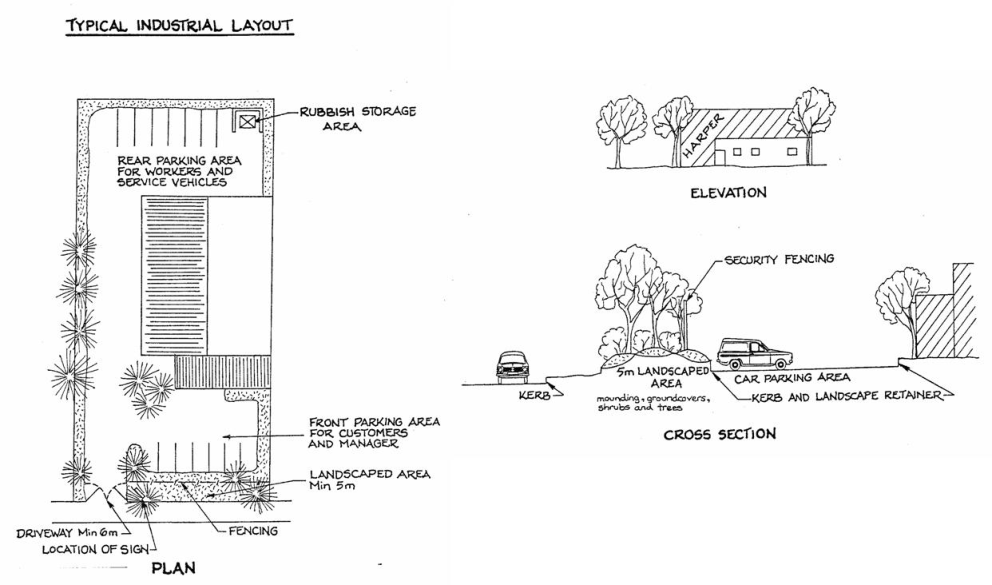 TYPICAL INDUSTRIAL LAYOUT
RUBBISH STORAGE
AREA
REAR PARKING AREA
FOR WORKERS AND
SERVICE VEHICLES
FRONT PARKING AREA
FOR CUSTOMERS
AND MANAGER
LANDSCAPED AREA
Min 5m
FENCING
DRIVEWAY Min 6m
LOCATION OF SIGN
PLAN
HARPER
ELEVATION
SECURITY FENCING
5m LANDSCAPED
AREA
mounding, groundcovers,
shrubs and trees
KERB
CAR PARKING AREA
KERB AND LANDSCAPE RETAINER
CROSS SECTION